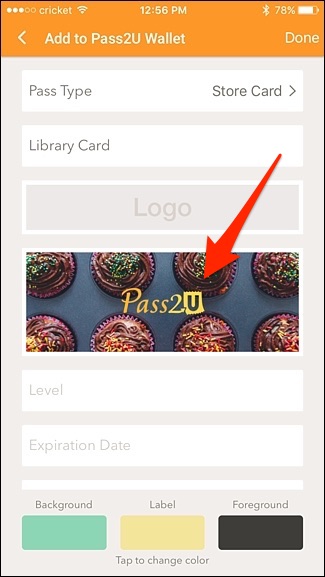 cricket 12:56 PM 78%
Add to Pass2U Wallet Done
Pass Type Store Card
Library Card
Logo
Pass2U
Level
Expiration Date
Background Label Foreground
Tap to change color